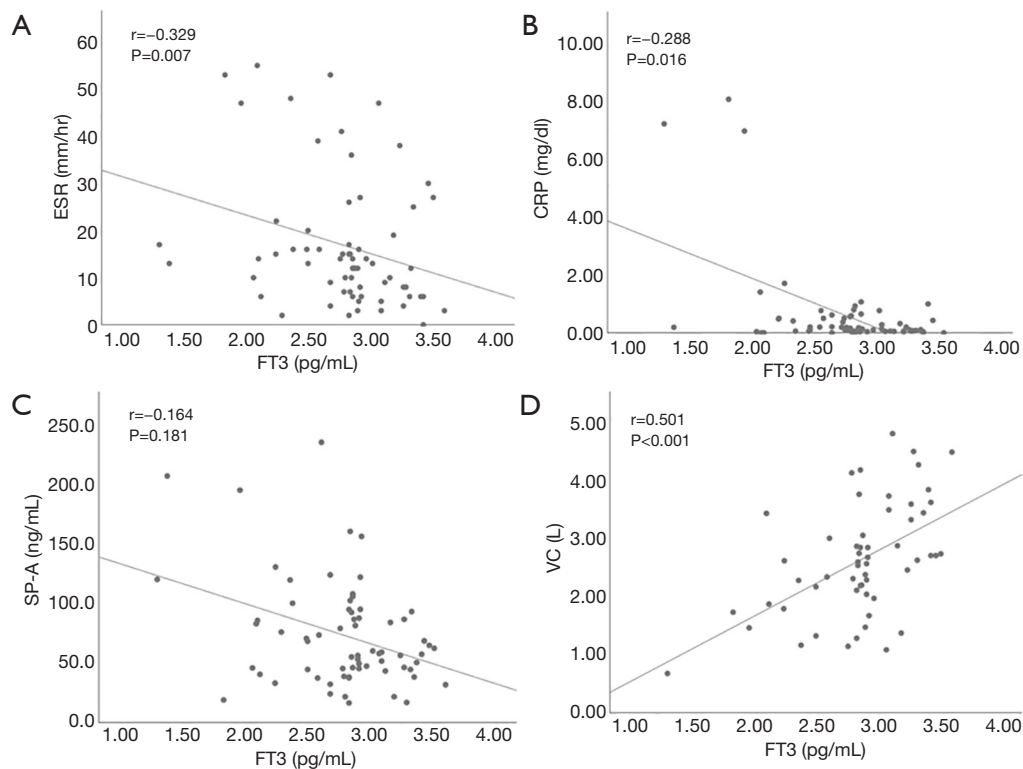 A
r=−0.329
P=0.007
60
50
40
30
20
10
0
ESR (mm/hr)
1.00 2.00 2.50 3.00 3.50 4.00
FT3 (pg/mL)
B
r=−0.288
P=0.016
10.00
8.00
6.00
4.00
2.00
0.00
CRP (mg/dl)
1.00 1.50 2.00 2.50 3.00 3.50 4.00
FT3 (pg/mL)
C
r=−0.164
P=0.181
250.0
200.0
150.0
100.0
50.0
0.0
SP-A (ng/mL)
1.00 2.00 2.50 3.00 3.50 4.00
FT3 (pg/mL)
D
r=0.501
P<0.001
5.00
4.00
3.00
2.00
1.00
0.00
VC (L)
1.00 1.50 2.00 2.50 3.00 3.50 4.00
FT3 (pg/mL)